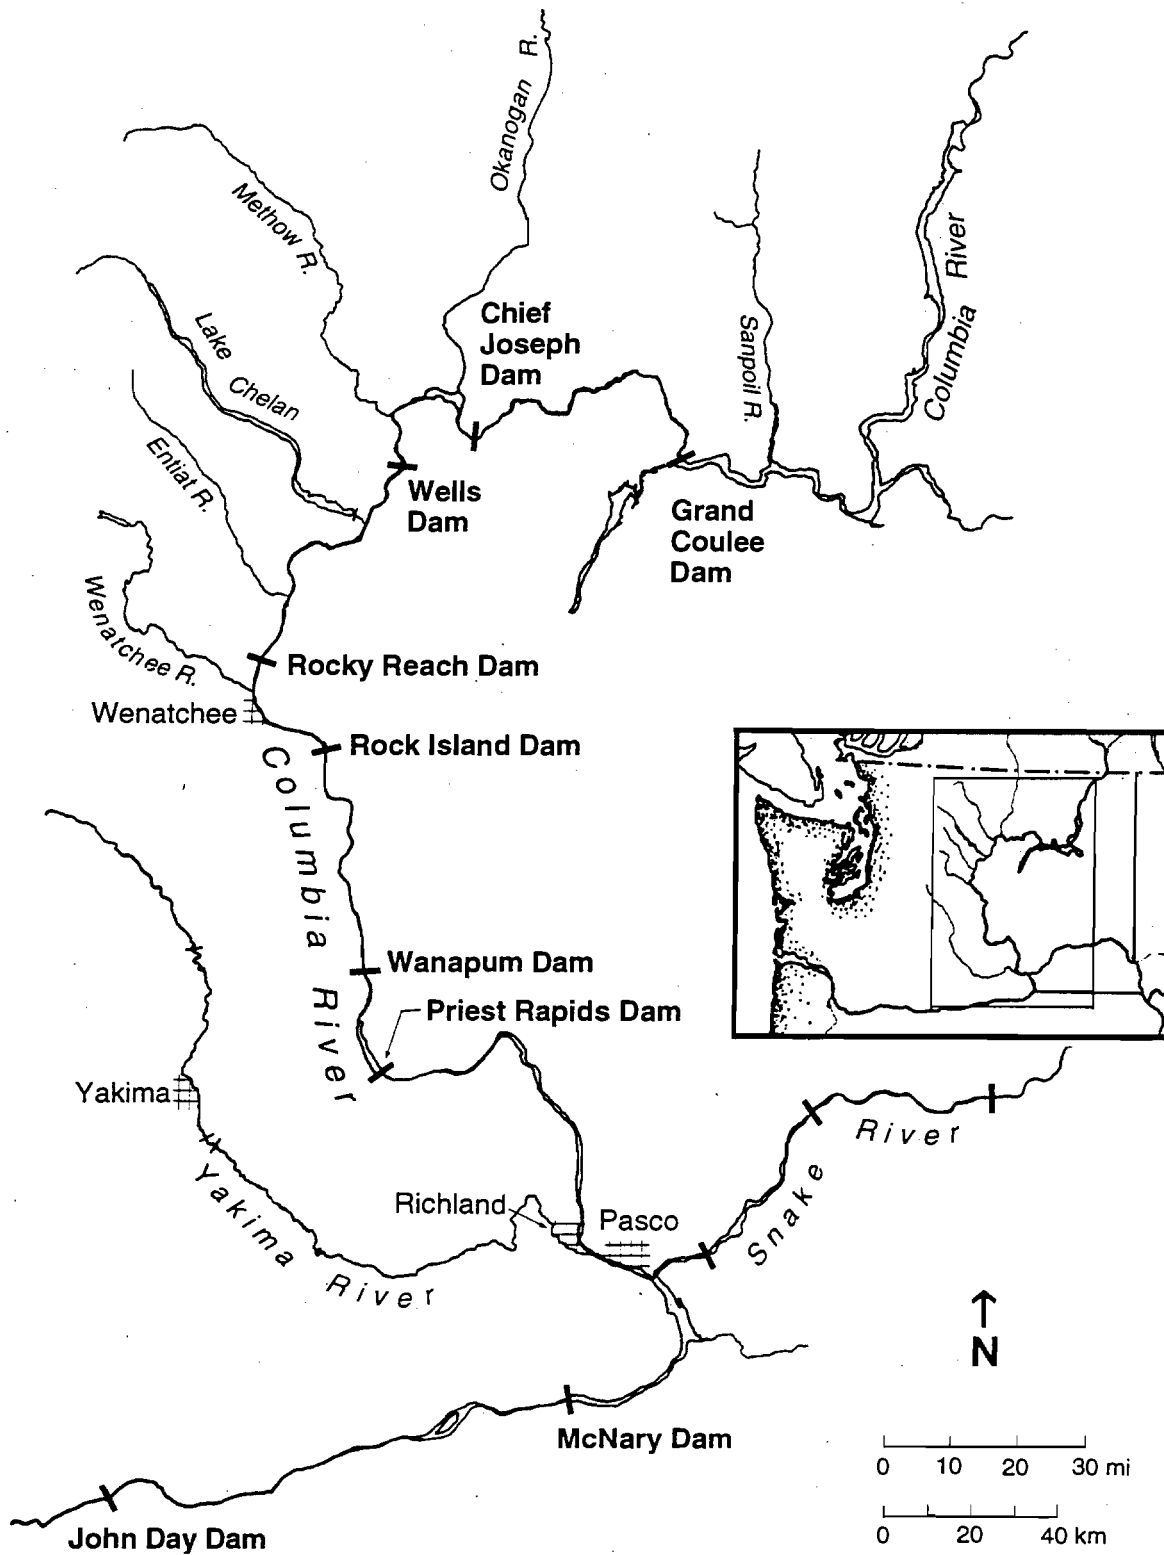 Okanogan R.
Methow R.
Columbia River
Lake Chelan
Sanpoil R.
Chief
Joseph
Dam
Entiat R.
Wells
Dam
Grand
Coulee
Dam
Wenatchee R.
Rocky Reach Dam
Wenatchee
Rock Island Dam
Columbia River
Wanapum Dam
Priest Rapids Dam
Yakima
Yakima River
Snake River
Richland
Pasco
N
McNary Dam
0 10 20 30 mi
0 20 40 km
John Day Dam